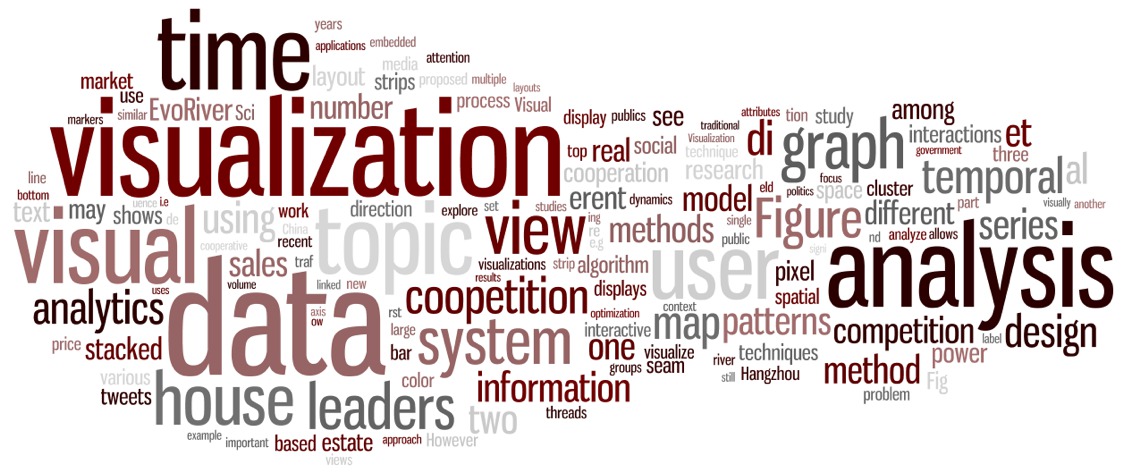 time
years
applications embedded
attention
media
layout
strips proposed multiple
market
use
layouts
similar EvoRiver Sci
number
process Visual
markers
visualization
display publics see
top real social
cooperation
traditional
attributes tion study
Visualization
technique
research
di graph
among
interactions et
government three
temporal al
line
bottom
text may
uence i.e
shows de
using
work
China
recent
cooperative
direction
topic
explore set
studies
view
ing
re
e.g
erent dynamics model
eld
politics
focus
space cluster
methods
single
public
Figure
different
part
visually another
series
nd analyze allows
signi
visual
sales
volume
traf
linked new
visualizations
results
strip algorithm
user
pixel
spatial
analysis
analytics
uses
data
axis
ow
rst
large
bar
coopetition displays
optimization
context
interactive map patterns
competition
label design
price stacked
system
one visualize
groups seam
river techniques
still Hangzhou
method
power
Fig
problem
various
tweets house leaders
color
information
threads
two
example important based estate approach However
views